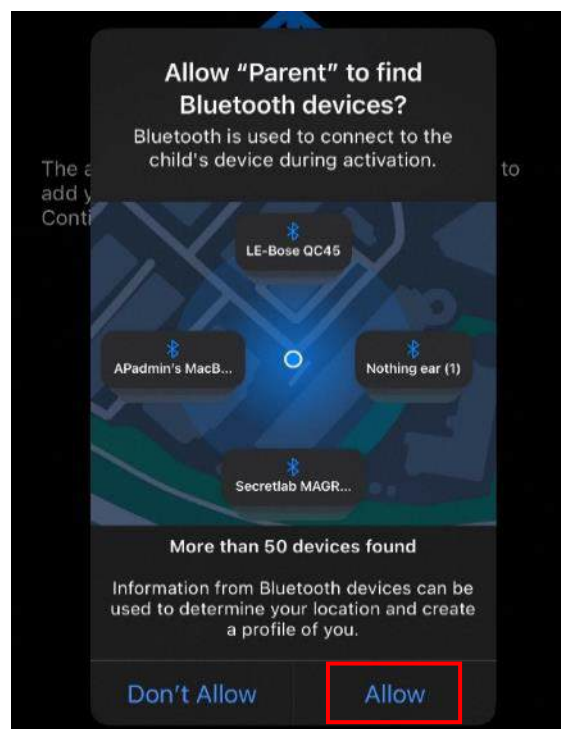 Allow “Parent” to find
Bluetooth devices?
Bluetooth is used to connect to the
child's device during activation.
The a
to
add y
Conti
LE-Bose QC45
APadmin's MacB...
Nothing ear (1)
Secretlab MAGR...
More than 50 devices found
Information from Bluetooth devices can be
used to determine your location and create
a profile of you.
Don't Allow
Allow